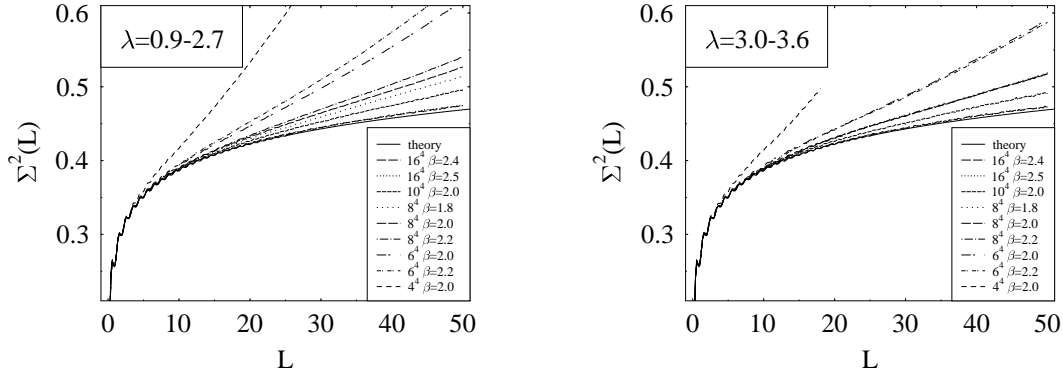 0.6
0.5
0.4
0.3
Σ²(L)
λ=0.9-2.7
theory
16⁴ β=2.4
16⁴ β=2.5
10⁴ β=2.0
8⁴ β=1.8
8⁴ β=2.0
8⁴ β=2.2
6⁴ β=2.0
6⁴ β=2.2
4⁴ β=2.0
0 10 20 30 40 50
L
0.6
0.5
0.4
0.3
Σ²(L)
λ=3.0-3.6
theory
16⁴ β=2.4
16⁴ β=2.5
10⁴ β=2.0
8⁴ β=1.8
8⁴ β=2.0
8⁴ β=2.2
6⁴ β=2.0
6⁴ β=2.2
4⁴ β=2.0
0 10 20 30 40 50
L